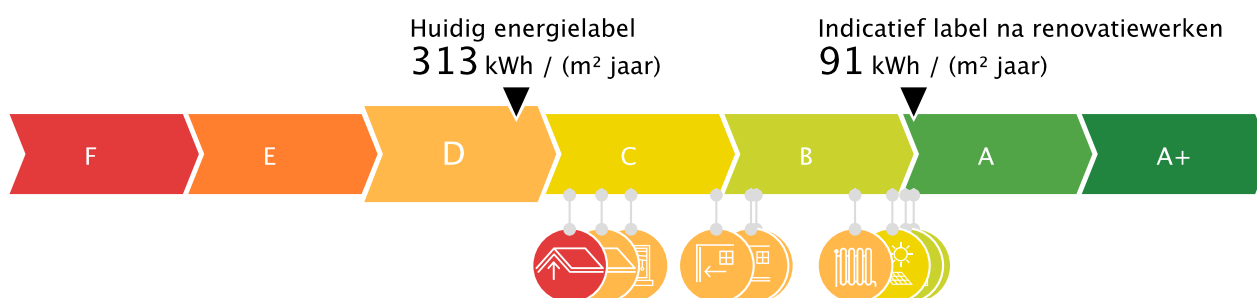 Huidig energielabel
313 kWh / (m² jaar)
Indicatief label na renovatiewerken
91 kWh / (m² jaar)
F E D C B A A+